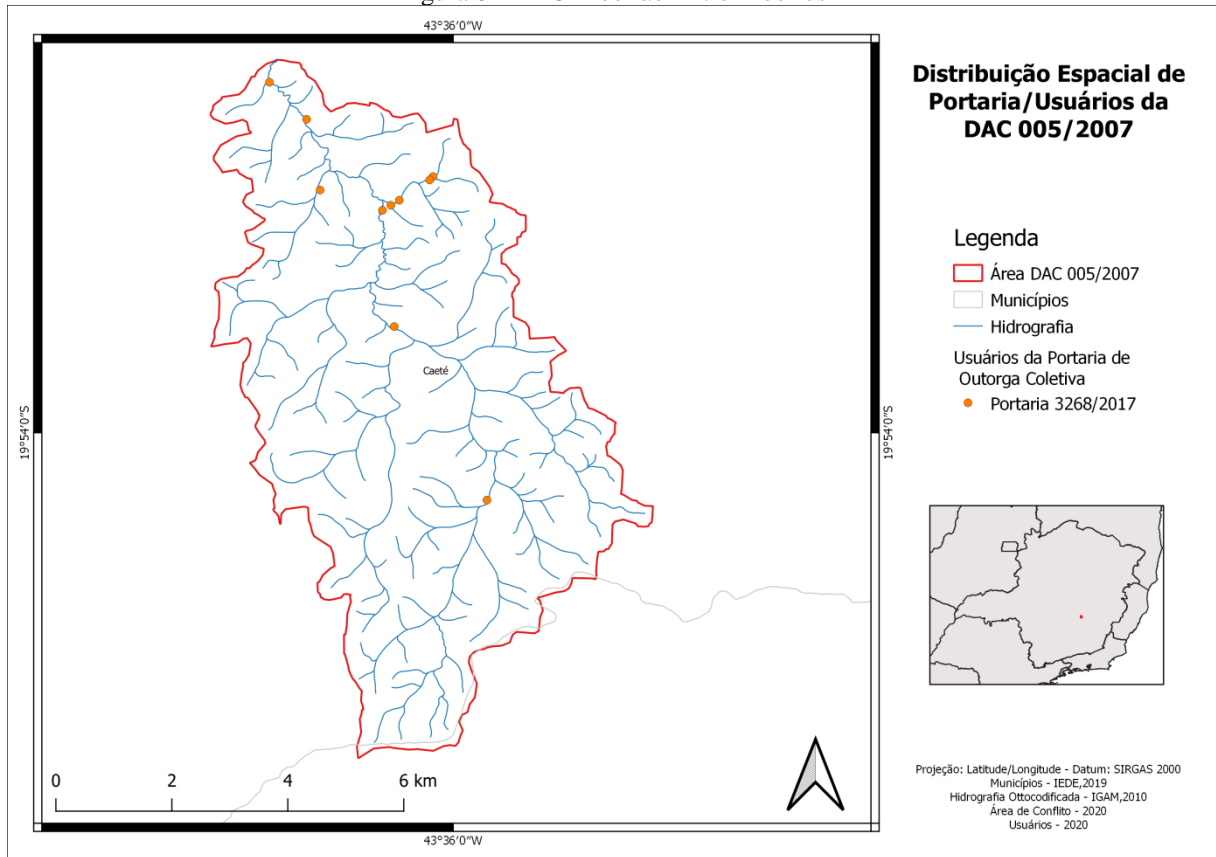 43°36′0″W
Distribuição Espacial de
Portaria/Usuários da
DAC 005/2007
Legenda
Área DAC 005/2007
Municípios
Hidrografia
Usuários da Portaria de
Outorga Coletiva
Portaria 3268/2017
Caeté
19°54′0″S
19°54′0″S
0 2 4 6 km
43°36′0″W
Projeção: Latitude/Longitude - Datum: SIRGAS 2000
Municípios - IEDE,2019
Hidrografia Ottocodificada - IGAM,2010
Área de Conflito - 2020
Usuários - 2020